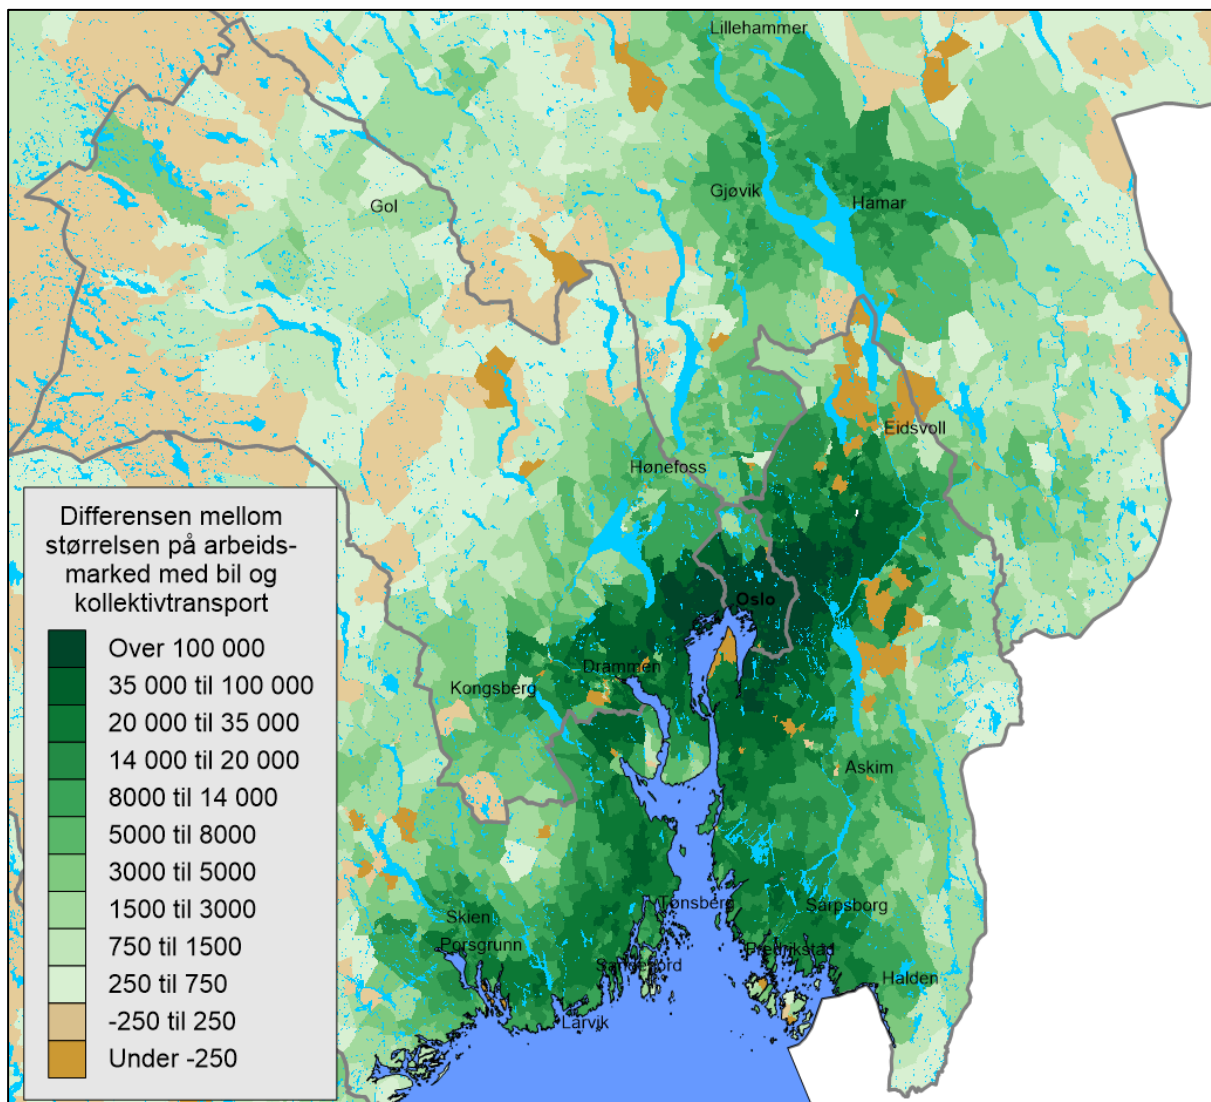 Lillehammer
Gjøvik
Hamar
Gol
Eidsvoll
Hønefoss
Differensen mellom
størrelsen på arbeids-
marked med bil og
kollektivtransport
Over 100 000
35 000 til 100 000
20 000 til 35 000
14 000 til 20 000
8000 til 14 000
5000 til 8000
3000 til 5000
1500 til 3000
750 til 1500
250 til 750
-250 til 250
Under -250
Oslo
Drammen
Kongsberg
Askim
Tønsberg
Sarpsborg
Skien
Porsgrunn
Fredrikstad
Sandefjord
Halden
Larvik